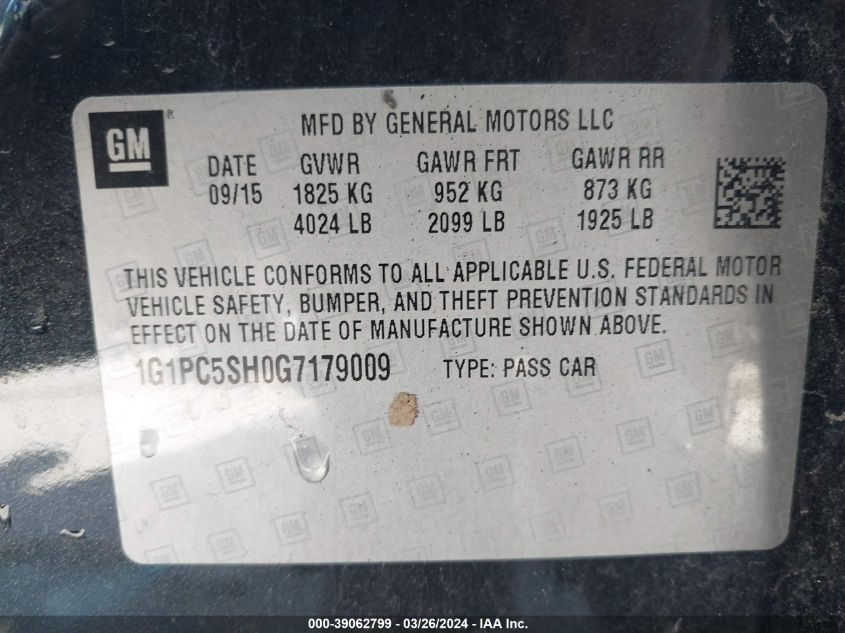 GM
®
MFD BY GENERAL MOTORS LLC
DATE GVWR GAWR FRT GAWR RR
09/15 1825 KG 952 KG 873 KG
4024 LB 2099 LB 1925 LB
THIS VEHICLE CONFORMS TO ALL APPLICABLE U.S. FEDERAL MOTOR
VEHICLE SAFETY, BUMPER, AND THEFT PREVENTION STANDARDS IN
EFFECT ON THE DATE OF MANUFACTURE SHOWN ABOVE.
1G1PC5SH0G7179009 TYPE: PASS CAR
000-39062799 - 03/26/2024 - IAA Inc.